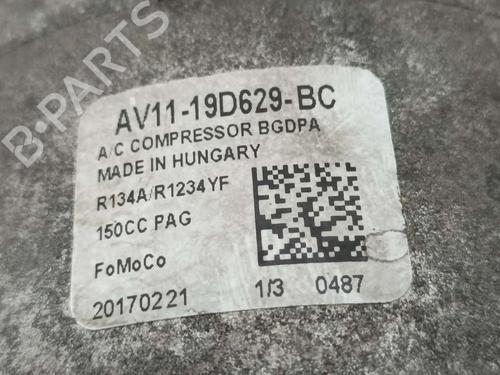 AV11-19D629-BC
A/C COMPRESSOR BGDPA
MADE IN HUNGARY
R134A/R1234YF
150CC PAG
FoMoCo
20170221 1/3 0487
B-PARTS